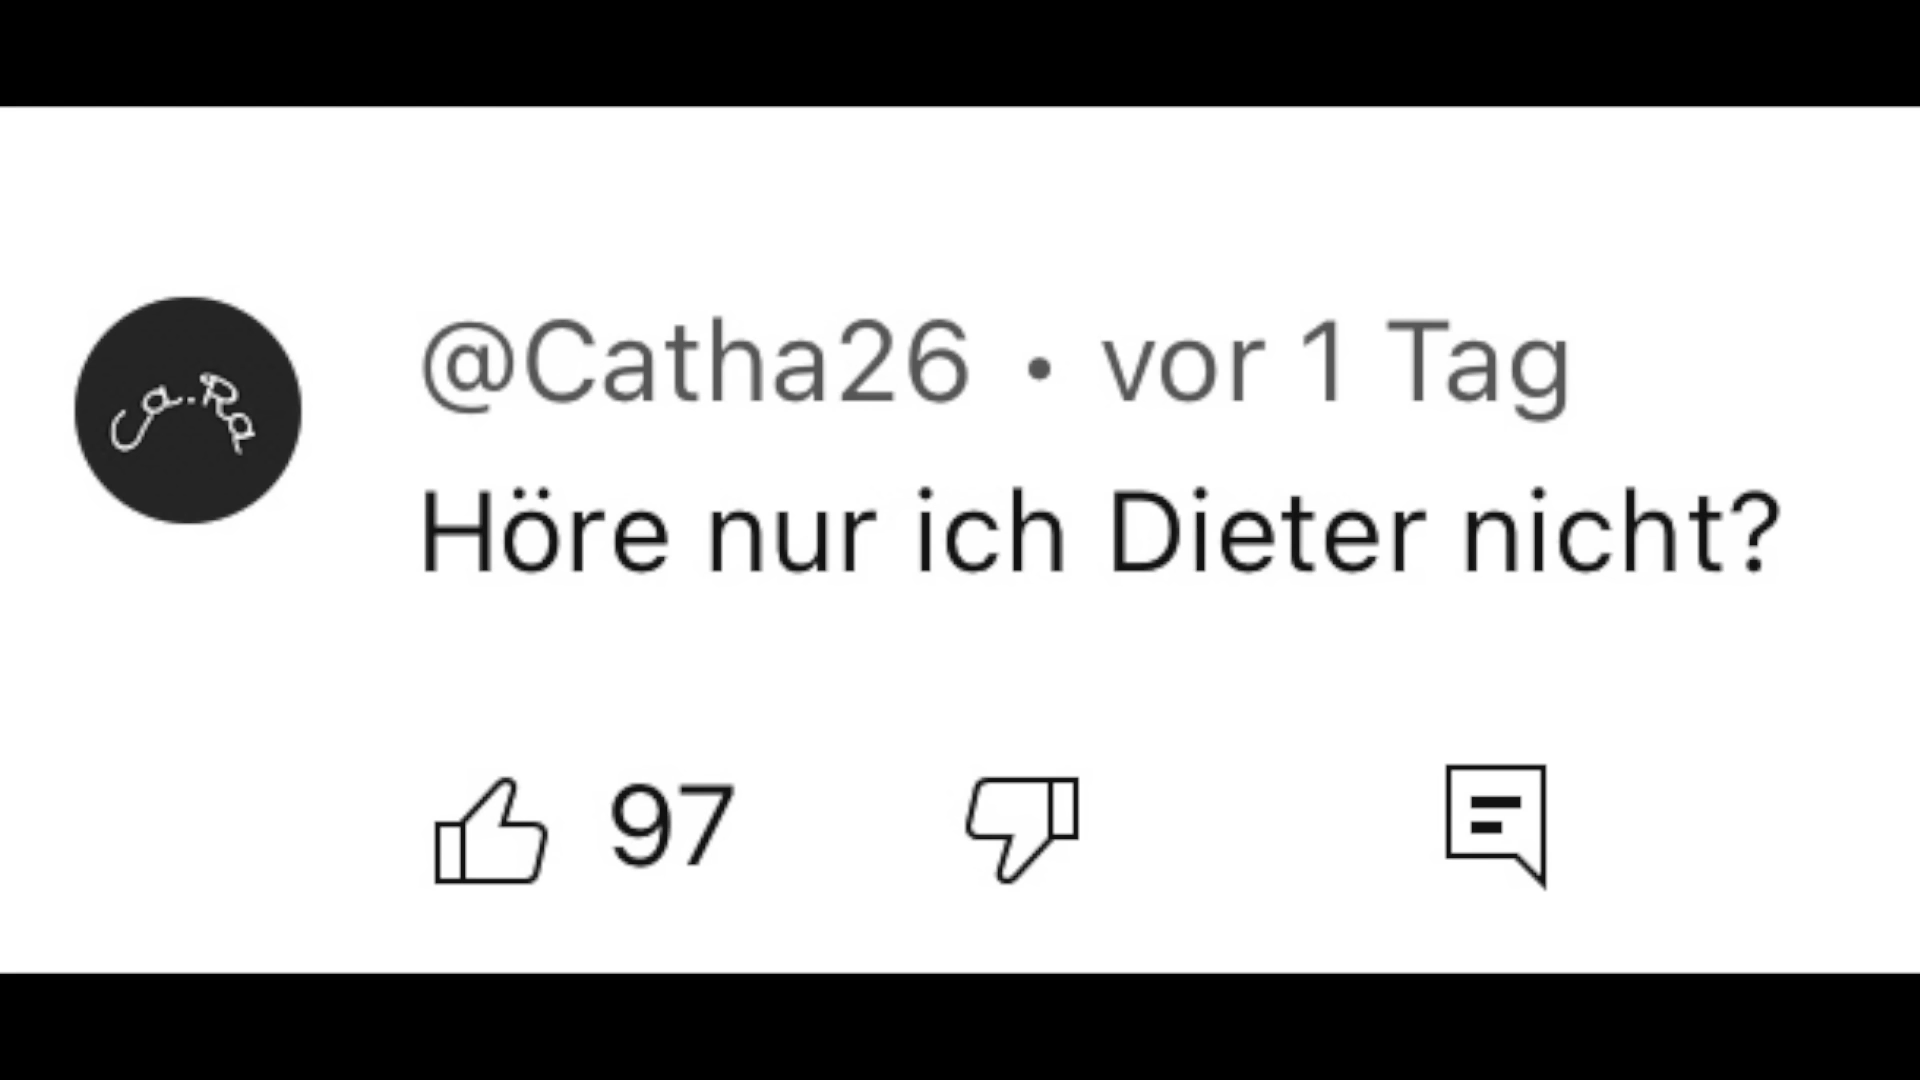 ca.Ra
@Catha26 • vor 1 Tag
Höre nur ich Dieter nicht?
97